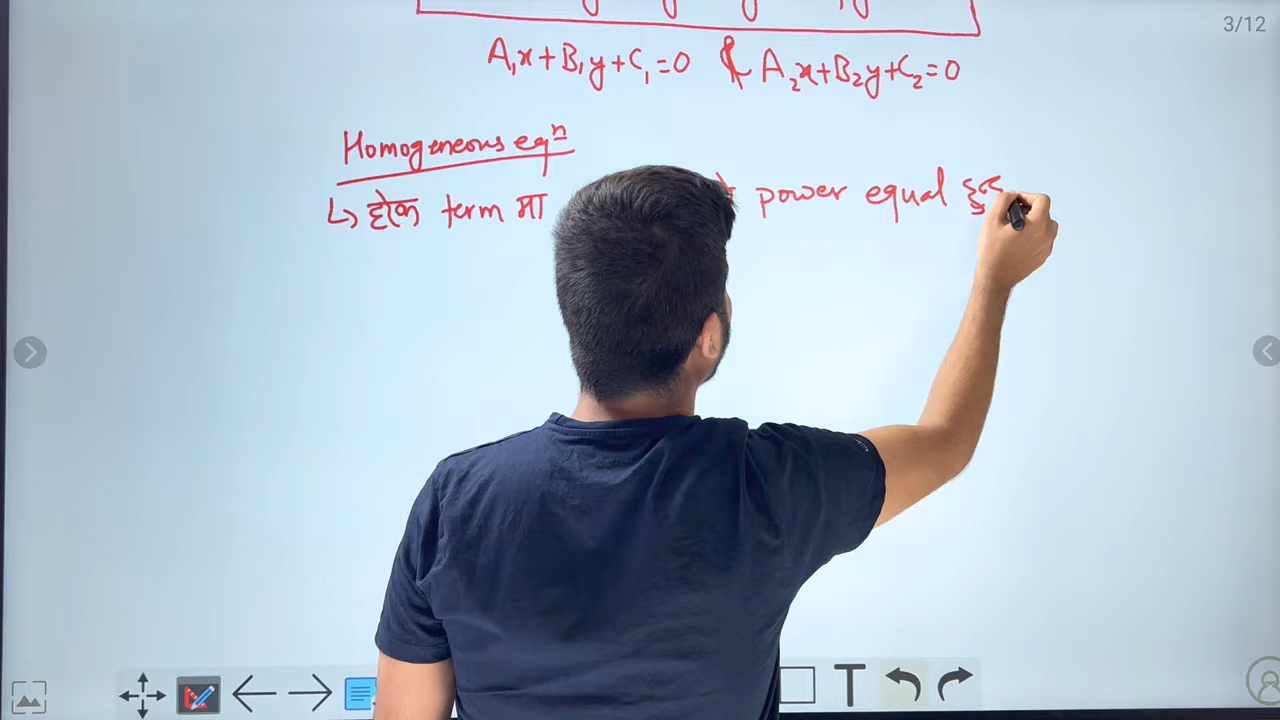 3/12
A₁x+B₁y+C₁=0 & A₂x+B₂y+C₂=0
Homogeneous eqⁿ
↳ हरेक term मा power equal
T